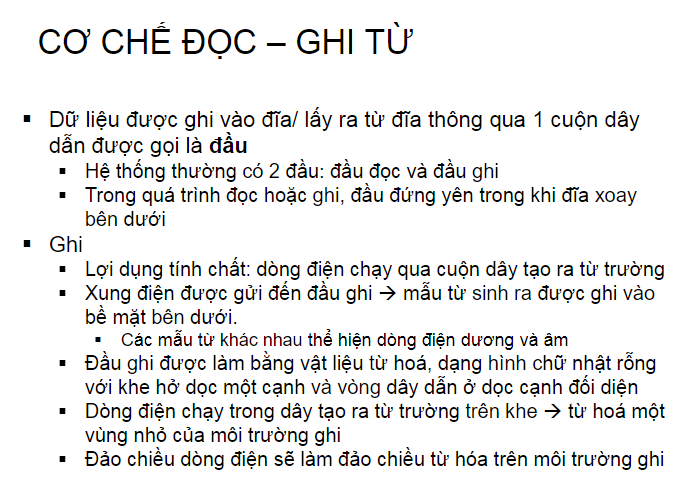 CƠ CHẾ ĐỌC – GHI TỪ
▪ Dữ liệu được ghi vào đĩa/ lấy ra từ đĩa thông qua 1 cuộn dây
dẫn được gọi là đầu
▪ Hệ thống thường có 2 đầu: đầu đọc và đầu ghi
▪ Trong quá trình đọc hoặc ghi, đầu đứng yên trong khi đĩa xoay
bên dưới
▪ Ghi
▪ Lợi dụng tính chất: dòng điện chạy qua cuộn dây tạo ra từ trường
▪ Xung điện được gửi đến đầu ghi → mẫu từ sinh ra được ghi vào
bề mặt bên dưới.
▪ Các mẫu từ khác nhau thể hiện dòng điện dương và âm
▪ Đầu ghi được làm bằng vật liệu từ hoá, dạng hình chữ nhật rỗng
với khe hở dọc một cạnh và vòng dây dẫn ở dọc cạnh đối diện
▪ Dòng điện chạy trong dây tạo ra từ trường trên khe → từ hoá một
vùng nhỏ của môi trường ghi
▪ Đảo chiều dòng điện sẽ làm đảo chiều từ hóa trên môi trường ghi